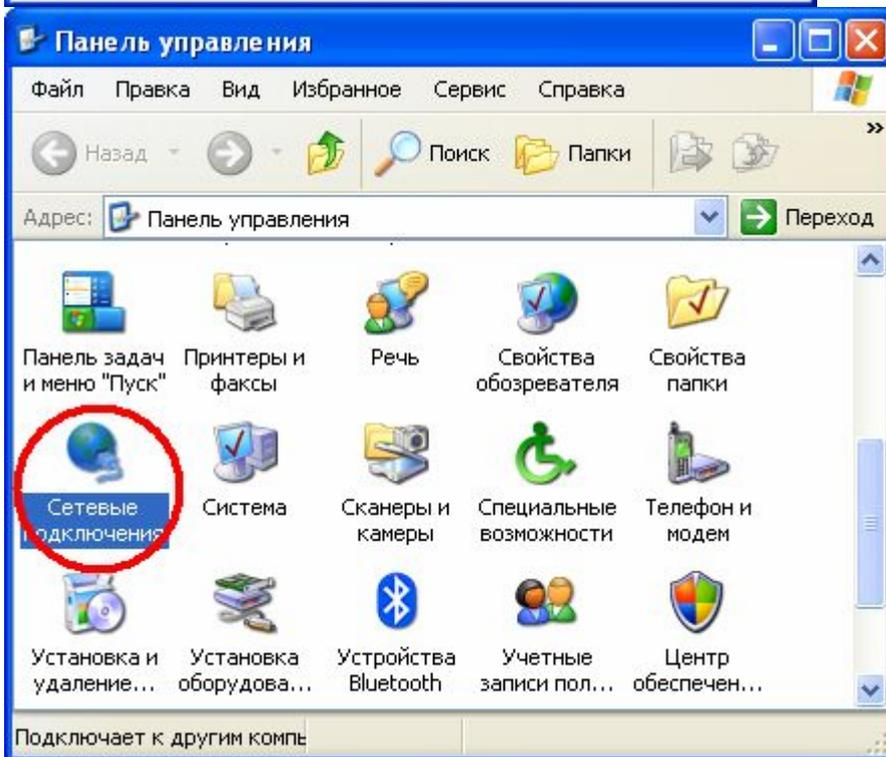 Панель управления
Файл Правка Вид Избранное Сервис Справка
Назад Поиск Папки »
Адрес: Панель управления Переход
Панель задач Принтеры и Речь Свойства Свойства
и меню "Пуск" факсы обозревателя папки
Сетевые Система Сканеры и Специальные Телефон и
подключения камеры возможности модем
Установка и Установка Устройства Учетные Центр
удаление... оборудова... Bluetooth записи пол... обеспечен...
Подключает к другим компь